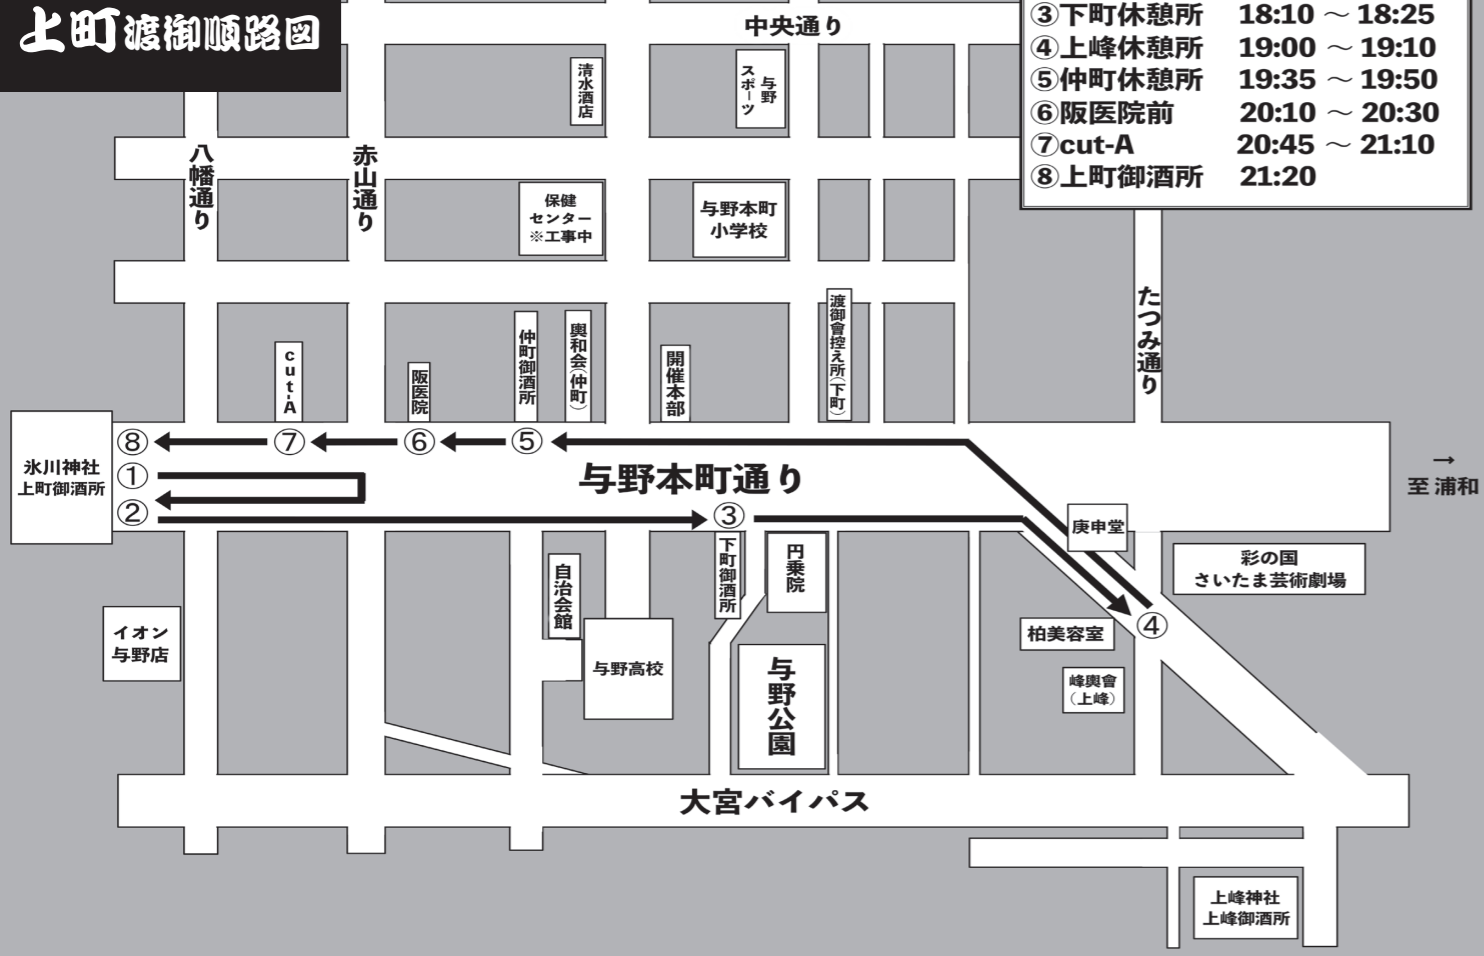 上町渡御順路図
中央通り
③下町休憩所 18:10 ～ 18:25
④上峰休憩所 19:00 ～ 19:10
⑤仲町休憩所 19:35 ～ 19:50
⑥阪医院前 20:10 ～ 20:30
⑦cut-A 20:45 ～ 21:10
⑧上町御酒所 21:20
清水酒店
与野
スポーツ
八幡通り
赤山通り
保健
センター
※工事中
与野本町
小学校
たつみ通り
cut-A
阪医院
仲町御酒所
輿和会(仲町)
開催本部
渡御會控え所(下町)
氷川神社
上町御酒所
⑧
⑦
⑥
⑤
①
②
与野本町通り
③
→
至 浦和
庚申堂
下町御酒所
円乗院
自治会館
彩の国
さいたま芸術劇場
イオン
与野店
④
柏美容室
与野高校
与野公園
峰輿會
(上峰)
大宮バイパス
上峰神社
上峰御酒所